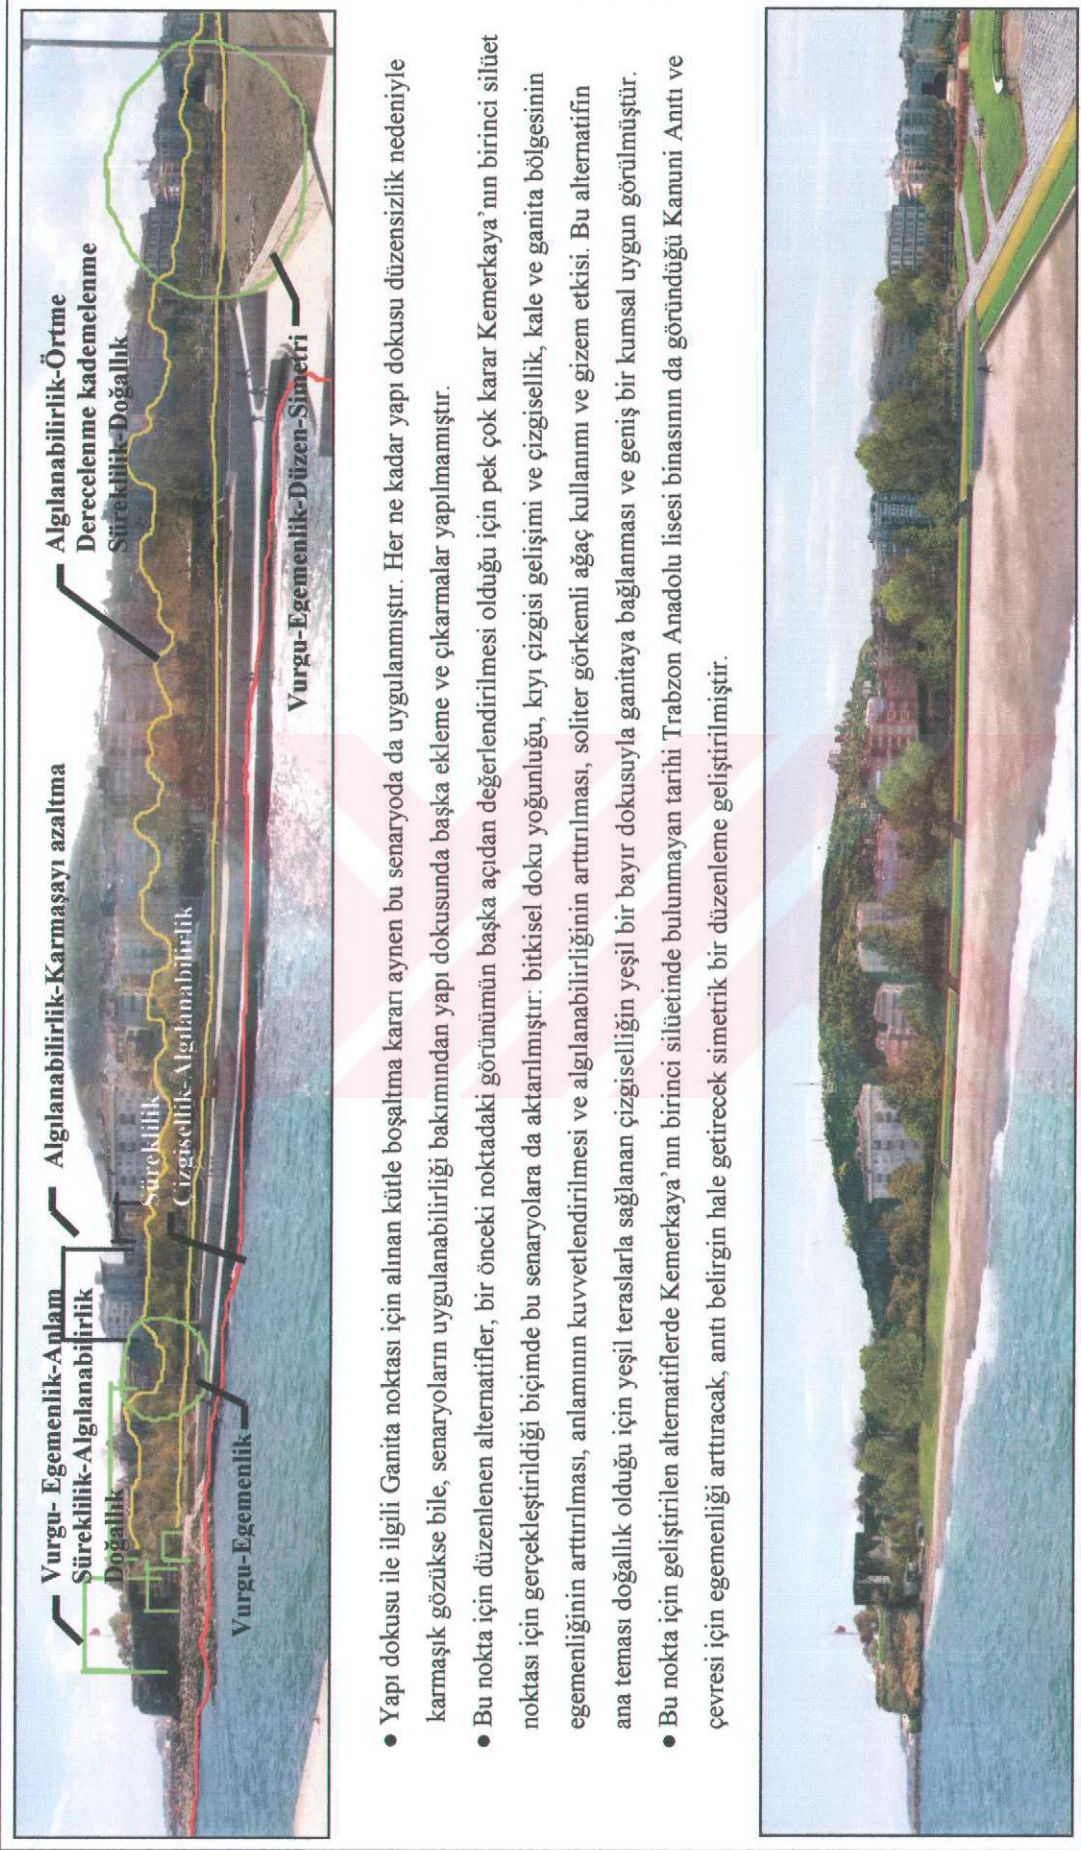 Vurgu- Egemenlik-Anlam
Süreklilik-Algılanabilirlik
Doğallık
Algılanabilirlik-Karmaşayı azaltma
Algılanabilirlik-Örtme
Derecelenme kademelenme
Süreklilik-Doğallık
Süreklilik
Çizgisellik-Algılanabilirlik
Vurgu-Egemenlik
Vurgu-Egemenlik-Düzen-Simetri
● Yapı dokusu ile ilgili Ganita noktası için alınan kütle boşaltma kararı aynen bu senaryoda da uygulanmıştır. Her ne kadar yapı dokusu düzensizlik nedeniyle
karmaşık gözükse bile, senaryoların uygulanabilirliği bakımından yapı dokusunda başka ekleme ve çıkarmalar yapılmamıştır.
● Bu nokta için düzenlenen alternatifler, bir önceki noktadaki görünümün başka açıdan değerlendirilmesi olduğu için pek çok karar Kemerkaya’nın birinci silüet
noktası için gerçekleştirildiği biçimde bu senaryolara da aktarılmıştır: bitkisel doku yoğunluğu, kıyı çizgisi gelişimi ve çizgisellik, kale ve ganita bölgesinin
egemenliğinin arttırılması, anlamının kuvvetlendirilmesi ve algılanabilirliğinin arttırılması, soliter görkemli ağaç kullanımı ve gizem etkisi. Bu alternatifin
ana teması doğallık olduğu için yeşil teraslarla sağlanan çizgiselliğin yeşil bir bayır dokusuyla ganitaya bağlanması ve geniş bir kumsal uygun görülmüştür.
● Bu nokta için geliştirilen alternatiflerde Kemerkaya’nın birinci silüetinde bulunmayan tarihi Trabzon Anadolu lisesi binasının da göründüğü Kanuni Anıtı ve
çevresi için egemenliği arttıracak, anıtı belirgin hale getirecek simetrik bir düzenleme geliştirilmiştir.